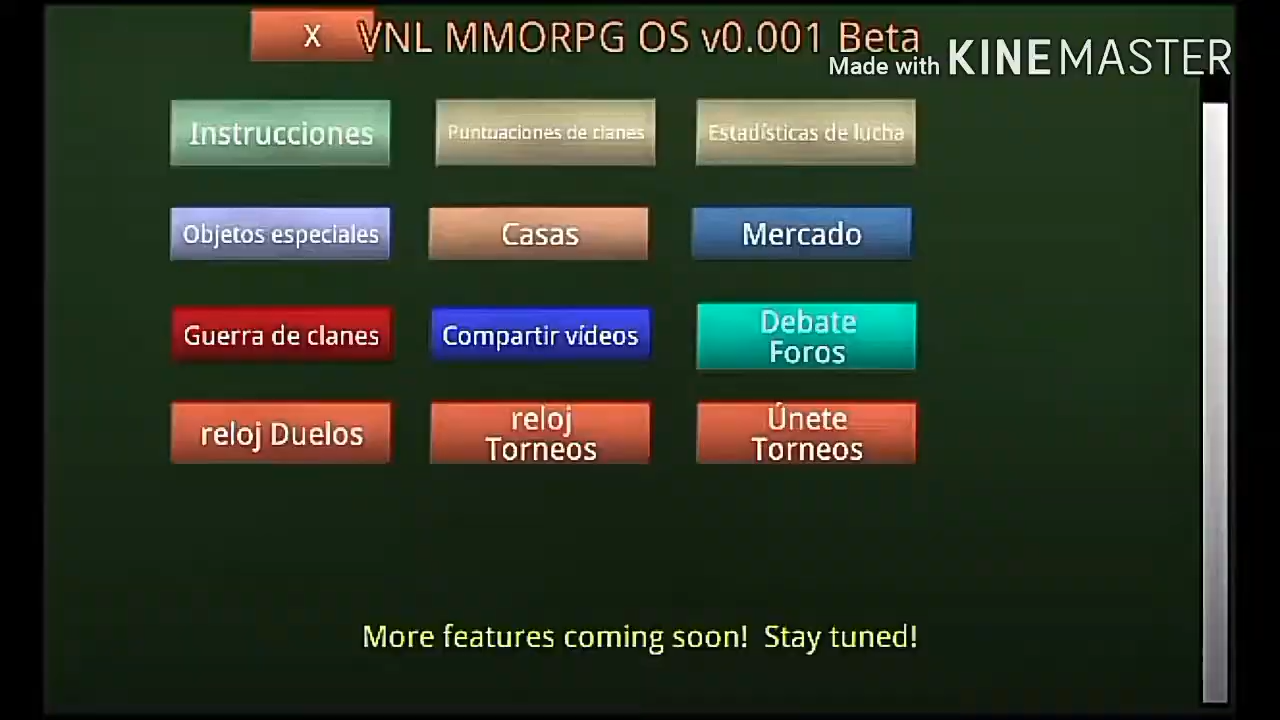 X
VNL MMORPG OS v0.001 Beta
Made with KINEMASTER
Instrucciones
Puntuaciones de clanes
Estadísticas de lucha
Objetos especiales
Casas
Mercado
Guerra de clanes
Compartir vídeos
Debate
Foros
reloj Duelos
reloj
Torneos
Únete
Torneos
More features coming soon! Stay tuned!